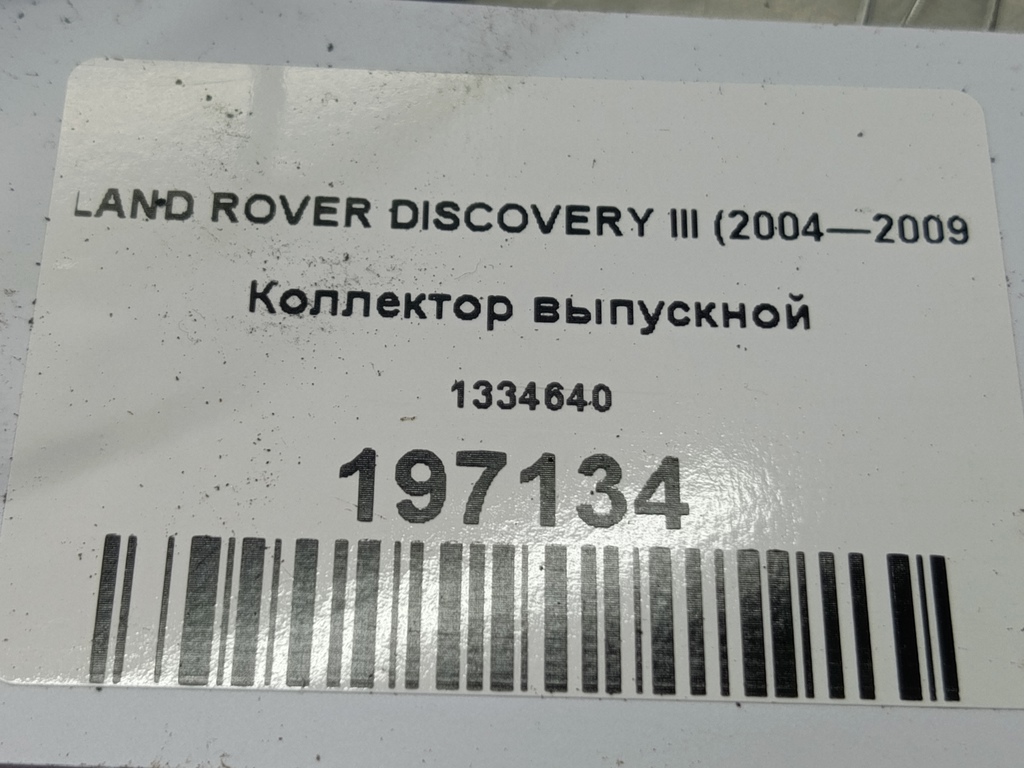 LAND ROVER DISCOVERY III (2004—2009
Коллектор выпускной
1334640
197134